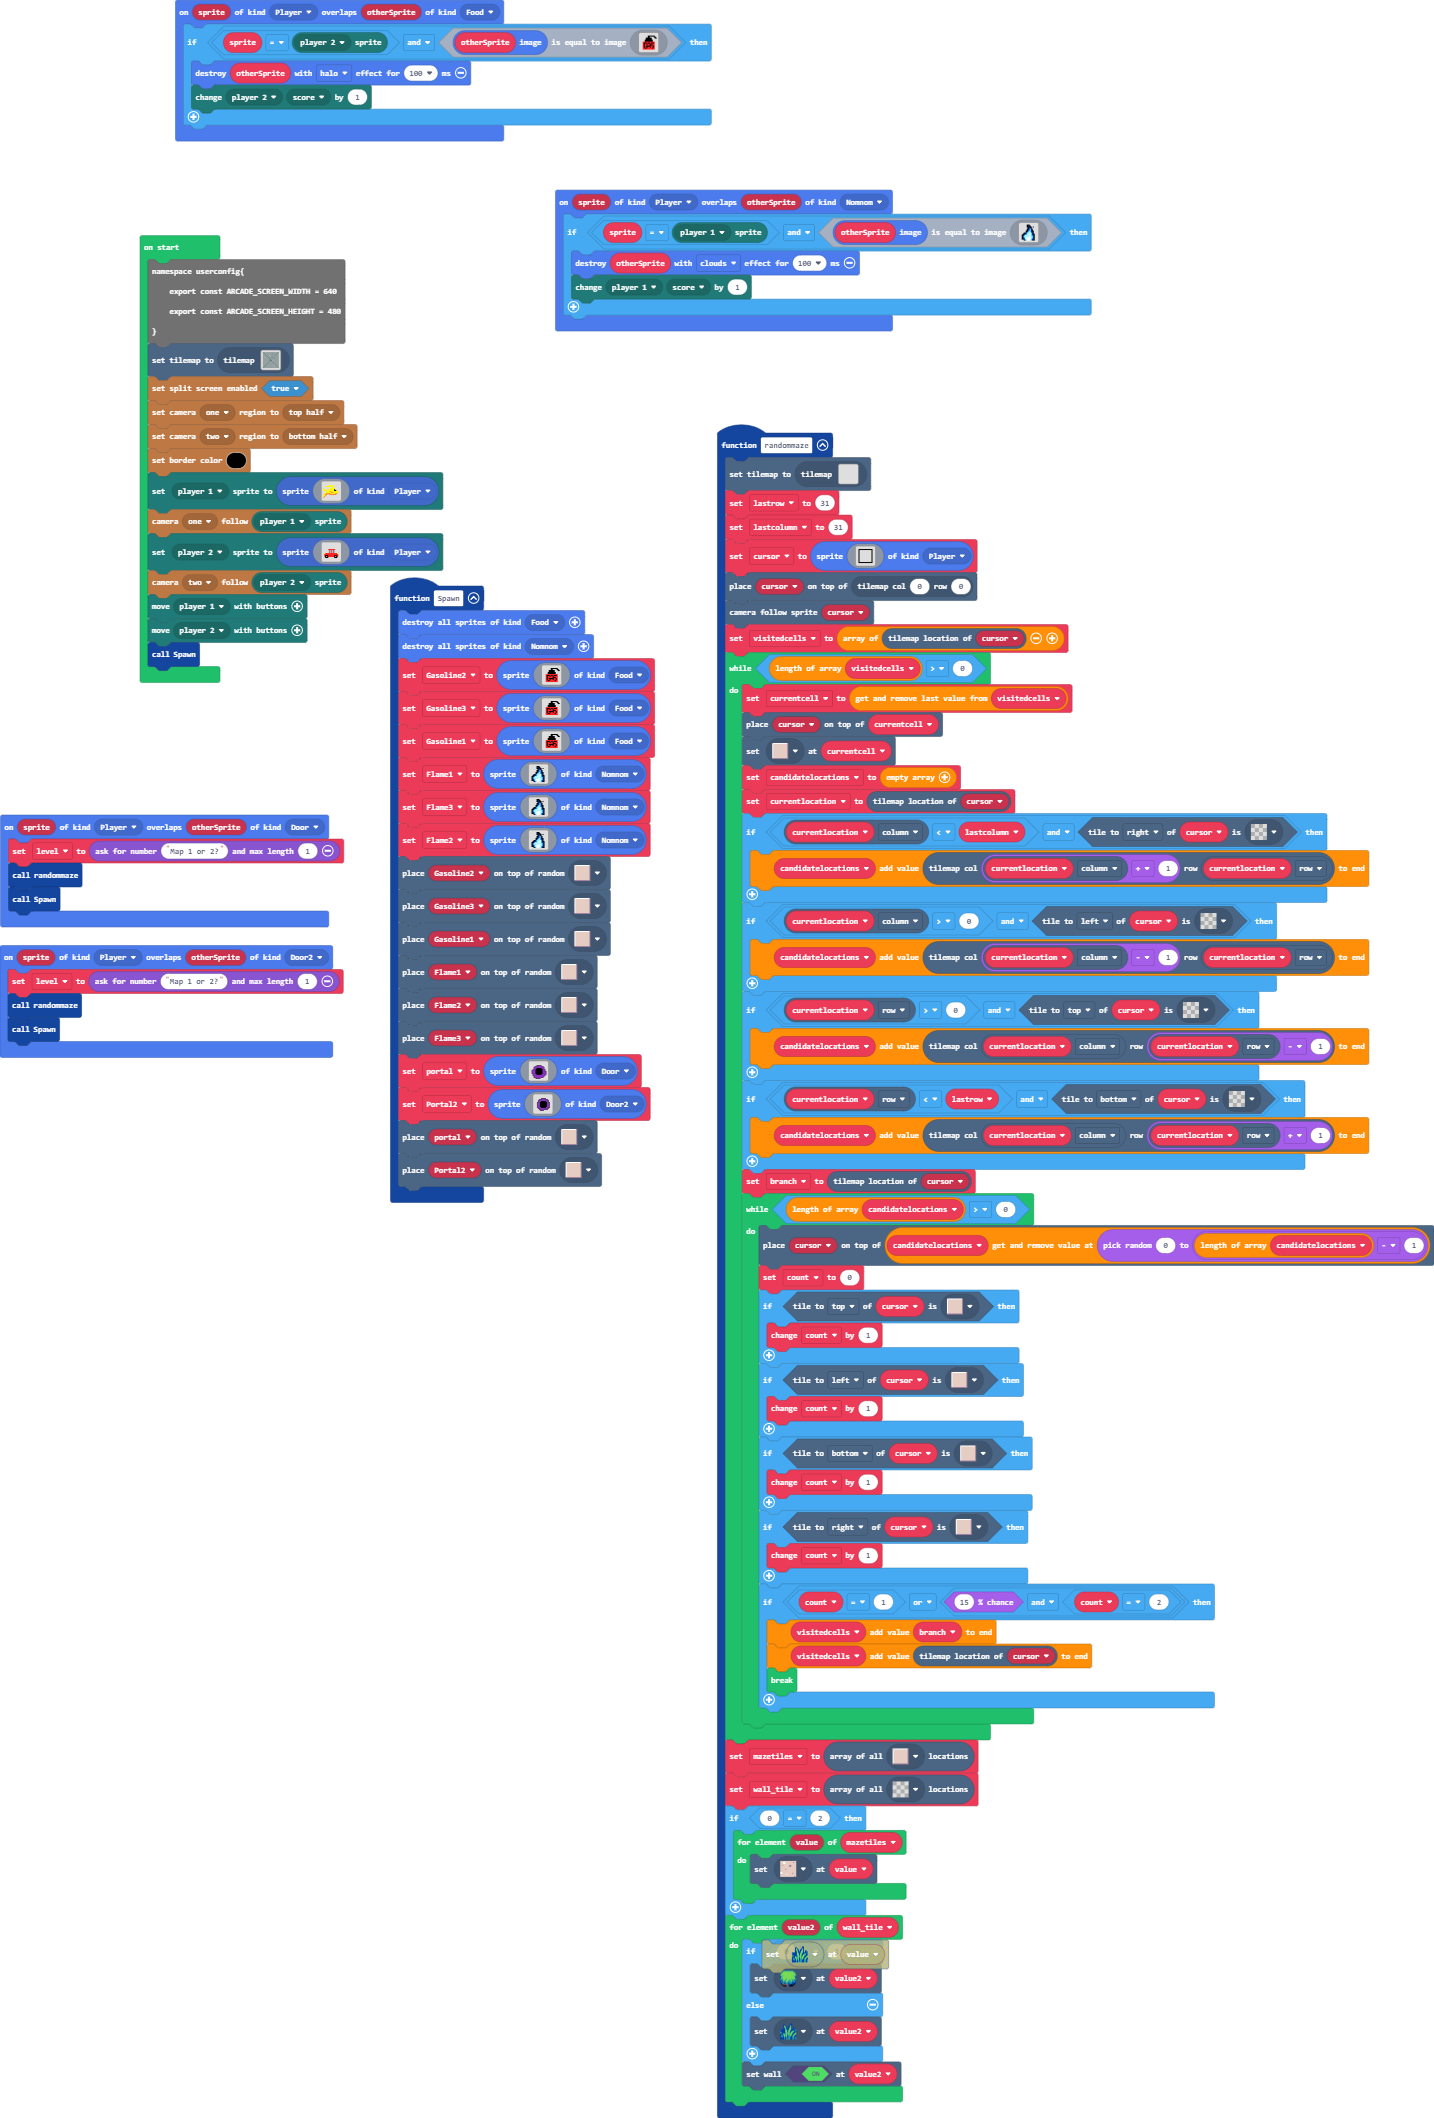 on sprite of kind Player overlaps otherSprite of kind Food
if sprite = player 2 sprite and otherSprite image is equal to image then
destroy otherSprite with halo effect for 100 ms
change player 2 score by 1
on sprite of kind Player overlaps otherSprite of kind Nomnom
if sprite = player 1 sprite and otherSprite image is equal to image then
destroy otherSprite with clouds effect for 100 ms
change player 1 score by 1
on start
namespace userconfig{
export const ARCADE_SCREEN_WIDTH = 640
export const ARCADE_SCREEN_HEIGHT = 480
}
set tilemap to tilemap
set split screen enabled true
set camera one region to top half
set camera two region to bottom half
set border color
set player 1 sprite to sprite of kind Player
camera one follow player 1 sprite
set player 2 sprite to sprite of kind Player
camera two follow player 2 sprite
move player 1 with buttons
move player 2 with buttons
call Spawn
function Spawn
destroy all sprites of kind Food
destroy all sprites of kind Nomnom
set Gasoline2 to sprite of kind Food
set Gasoline3 to sprite of kind Food
set Gasoline1 to sprite of kind Food
set Flame1 to sprite of kind Nomnom
set Flame3 to sprite of kind Nomnom
set Flame2 to sprite of kind Nomnom
place Gasoline2 on top of random
place Gasoline3 on top of random
place Gasoline1 on top of random
place Flame1 on top of random
place Flame2 on top of random
place Flame3 on top of random
set portal to sprite of kind Door
set Portal2 to sprite of kind Door2
place portal on top of random
place Portal2 on top of random
on sprite of kind Player overlaps otherSprite of kind Door
set level to ask for number "Map 1 or 2?" and max length 1
call randommaze
call Spawn
on sprite of kind Player overlaps otherSprite of kind Door2
set level to ask for number "Map 1 or 2?" and max length 1
call randommaze
call Spawn
function randommaze
set tilemap to tilemap
set lastrow to 31
set lastcolumn to 31
set cursor to sprite of kind Player
place cursor on top of tilemap col 0 row 0
camera follow sprite cursor
set visitedcells to array of tilemap location of cursor
while length of array visitedcells > 0
do
set currentcell to get and remove last value from visitedcells
place cursor on top of currentcell
set at currentcell
set candidatelocations to empty array
set currentlocation to tilemap location of cursor
if currentlocation column < lastcolumn and tile to right of cursor is then
candidatelocations add value tilemap col currentlocation column + 1 row currentlocation row to end
if currentlocation column > 0 and tile to left of cursor is then
candidatelocations add value tilemap col currentlocation column - 1 row currentlocation row to end
if currentlocation row > 0 and tile to top of cursor is then
candidatelocations add value tilemap col currentlocation column row currentlocation row - 1 to end
if currentlocation row < lastrow and tile to bottom of cursor is then
candidatelocations add value tilemap col currentlocation column row currentlocation row + 1 to end
set branch to tilemap location of cursor
while length of array candidatelocations > 0
do
place cursor on top of candidatelocations get and remove value at pick random 0 to length of array candidatelocations - 1
set count to 0
if tile to top of cursor is then
change count by 1
if tile to left of cursor is then
change count by 1
if tile to bottom of cursor is then
change count by 1
if tile to right of cursor is then
change count by 1
if count = 1 or 15 % chance and count = 2 then
visitedcells add value branch to end
visitedcells add value tilemap location of cursor to end
break
set mazetiles to array of all locations
set wall_tile to array of all locations
if 0 = 2 then
for element value of mazetiles
do
set at value
for element value2 of wall_tile
do
if
set at value
set at value2
else
set at value2
set wall ON at value2